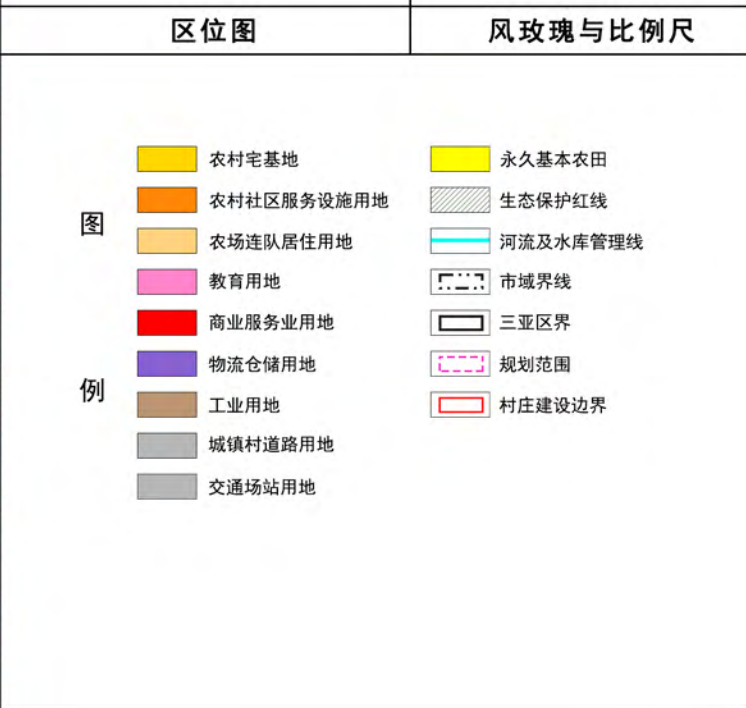 区位图
风玫瑰与比例尺
图例
农村宅基地
农村社区服务设施用地
农场连队居住用地
教育用地
商业服务业用地
物流仓储用地
工业用地
城镇村道路用地
交通场站用地
永久基本农田
生态保护红线
河流及水库管理线
市域界线
三亚区界
规划范围
村庄建设边界